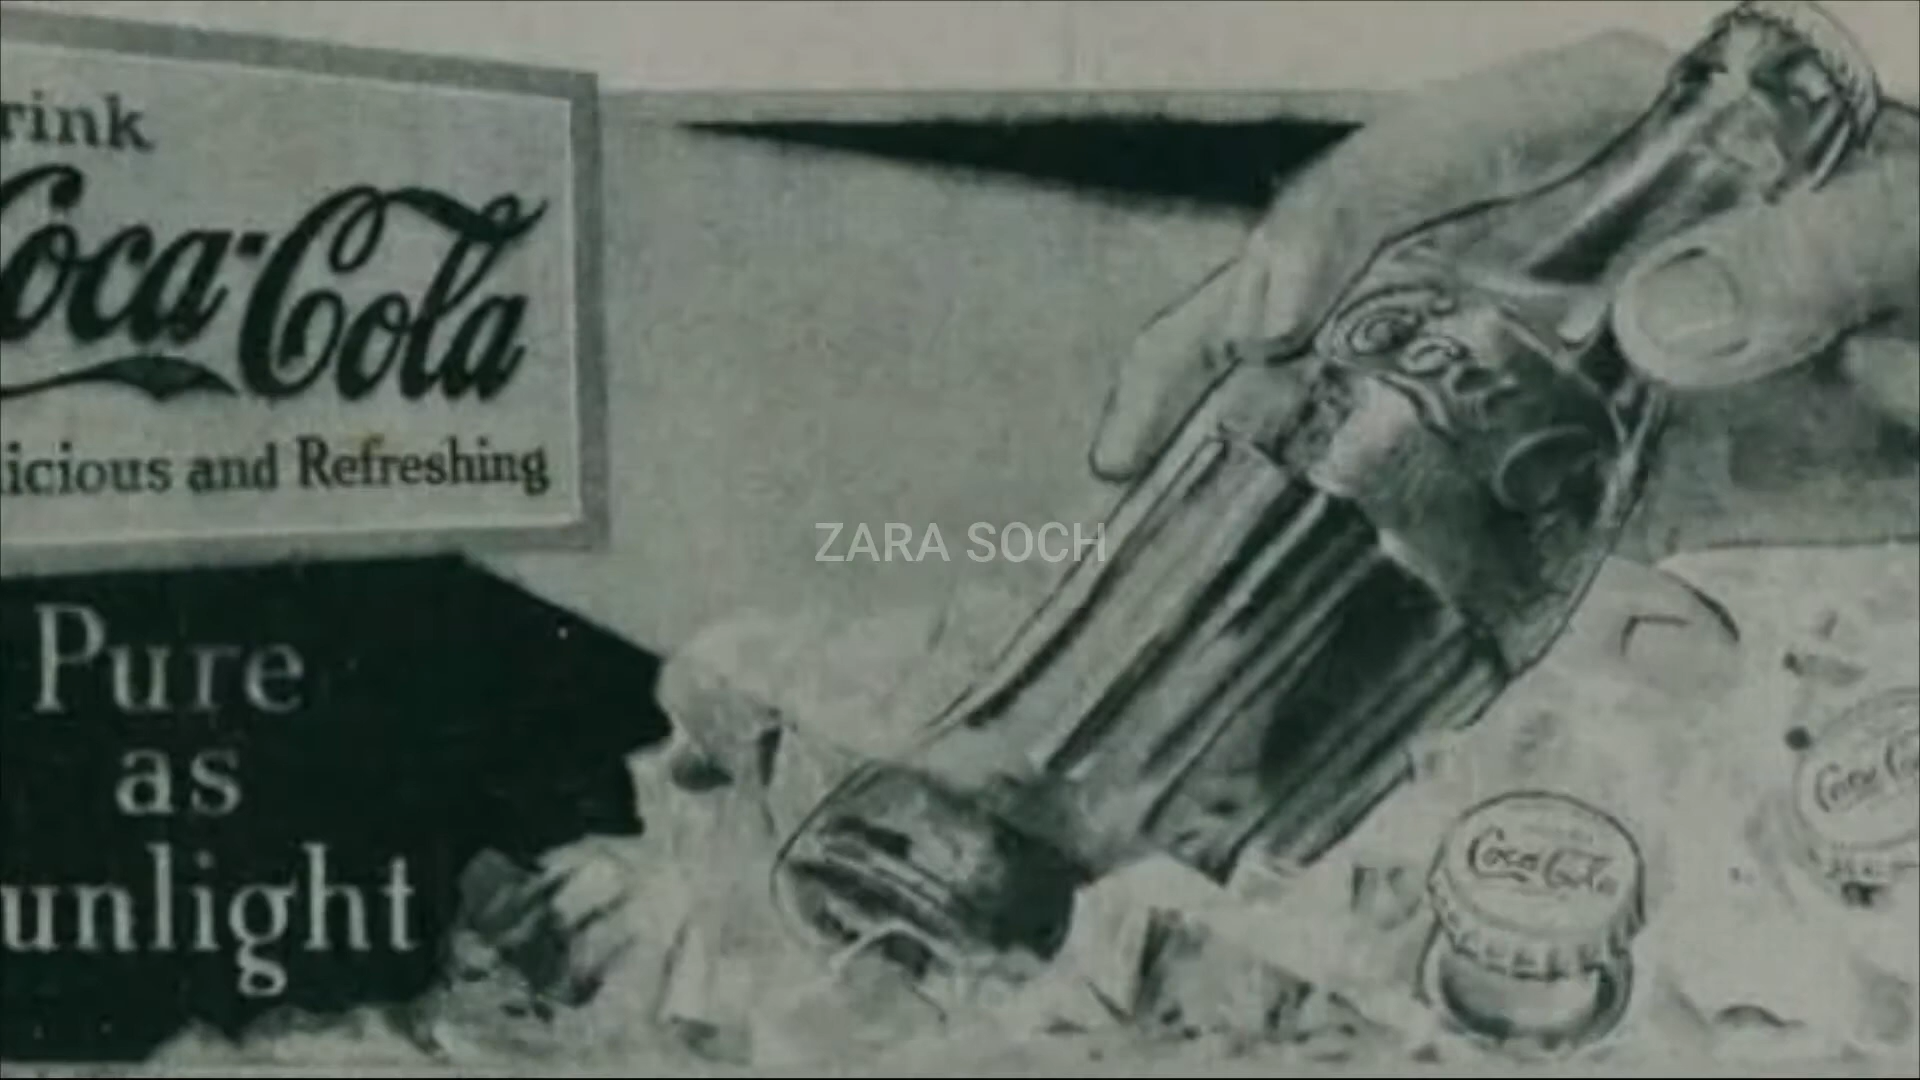 rink
Coca-Cola
licious and Refreshing
Pure
as
unlight
ZARA SOCH
Coca-Cola
Coca-Cola